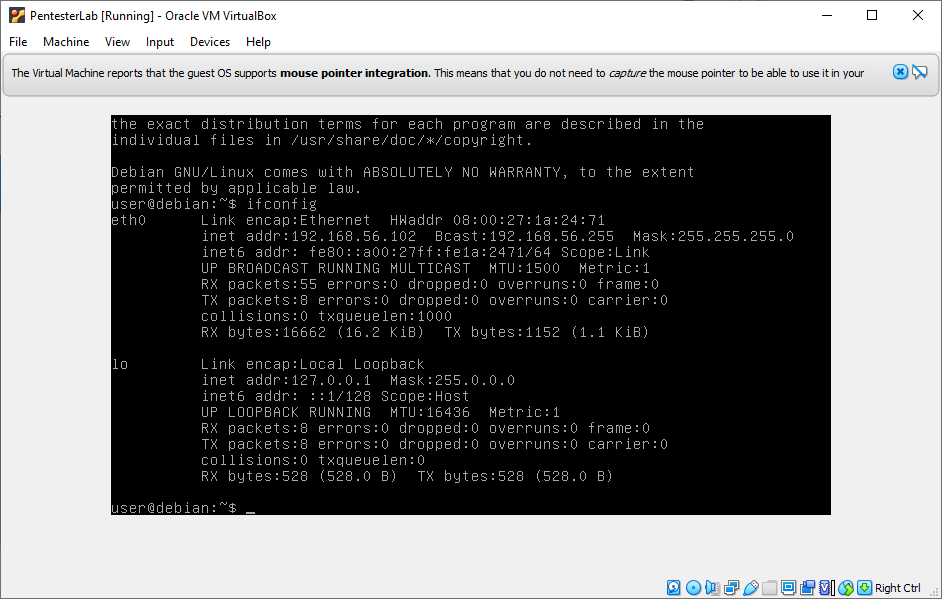 PentesterLab [Running] - Oracle VM VirtualBox
File Machine View Input Devices Help
The Virtual Machine reports that the guest OS supports mouse pointer integration. This means that you do not need to capture the mouse pointer to be able to use it in your
the exact distribution terms for each program are described in the
individual files in /usr/share/doc/*/copyright.
Debian GNU/Linux comes with ABSOLUTELY NO WARRANTY, to the extent
permitted by applicable law.
user@debian:~$ ifconfig
eth0 Link encap:Ethernet HWaddr 08:00:27:1a:24:71
inet addr:192.168.56.102 Bcast:192.168.56.255 Mask:255.255.255.0
inet6 addr: fe80::a00:27ff:fe1a:2471/64 Scope:Link
UP BROADCAST RUNNING MULTICAST MTU:1500 Metric:1
RX packets:55 errors:0 dropped:0 overruns:0 frame:0
TX packets:8 errors:0 dropped:0 overruns:0 carrier:0
collisions:0 txqueuelen:1000
RX bytes:16662 (16.2 KiB) TX bytes:1152 (1.1 KiB)
lo Link encap:Local Loopback
inet addr:127.0.0.1 Mask:255.0.0.0
inet6 addr: ::1/128 Scope:Host
UP LOOPBACK RUNNING MTU:16436 Metric:1
RX packets:8 errors:0 dropped:0 overruns:0 frame:0
TX packets:8 errors:0 dropped:0 overruns:0 carrier:0
collisions:0 txqueuelen:0
RX bytes:528 (528.0 B) TX bytes:528 (528.0 B)
user@debian:~$ _
Right Ctrl